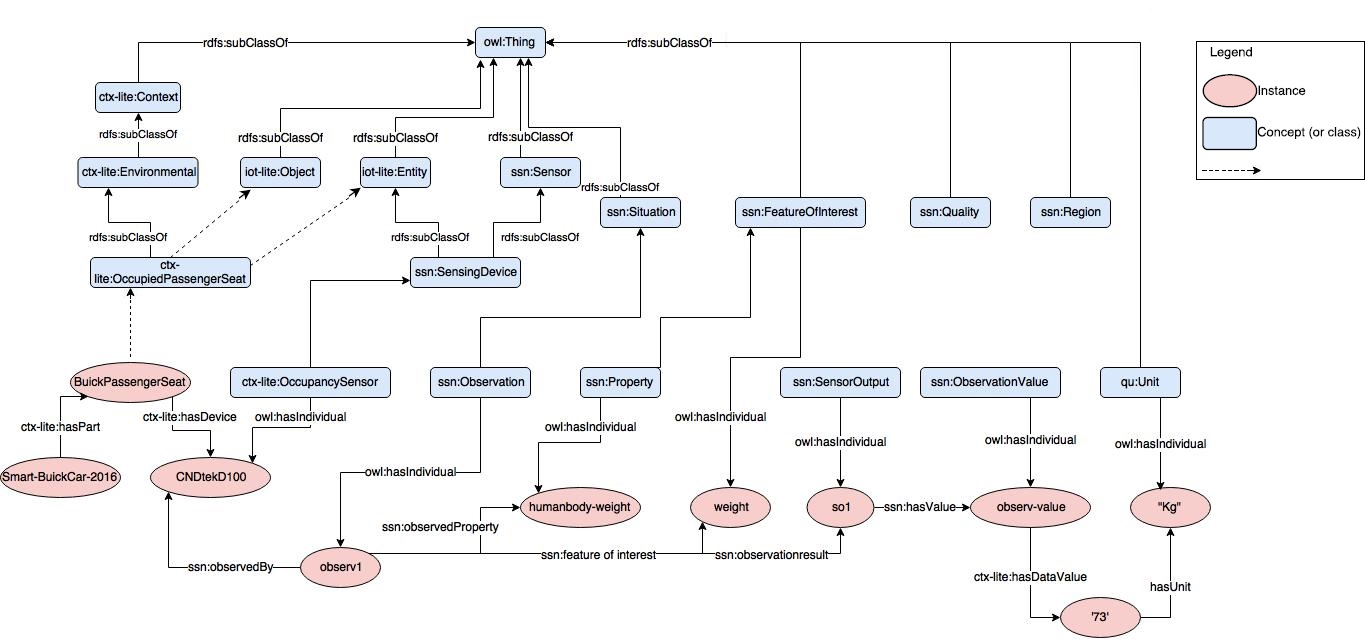 owl:Thing
rdfs:subClassOf
rdfs:subClassOf
Legend
Instance
Concept (or class)
ctx-lite:Context
rdfs:subClassOf
rdfs:subClassOf
rdfs:subClassOf
rdfs:subClassOf
ctx-lite:Environmental
iot-lite:Object
iot-lite:Entity
ssn:Sensor
rdfs:subClassOf
ssn:Situation
ssn:FeatureOfInterest
ssn:Quality
ssn:Region
rdfs:subClassOf
rdfs:subClassOf
rdfs:subClassOf
ctx-
lite:OccupiedPassengerSeat
ssn:SensingDevice
BuickPassengerSeat
ctx-lite:OccupancySensor
ssn:Observation
ssn:Property
ssn:SensorOutput
ssn:ObservationValue
qu:Unit
ctx-lite:hasPart
ctx-lite:hasDevice
owl:hasIndividual
owl:hasIndividual
owl:hasIndividual
owl:hasIndividual
owl:hasIndividual
owl:hasIndividual
owl:hasIndividual
Smart-BuickCar-2016
CNDtekD100
humanbody-weight
weight
so1
ssn:hasValue
observ-value
"Kg"
ssn:observedProperty
ssn:feature of interest
ssn:observationresult
ssn:observedBy
observ1
ctx-lite:hasDataValue
hasUnit
'73'